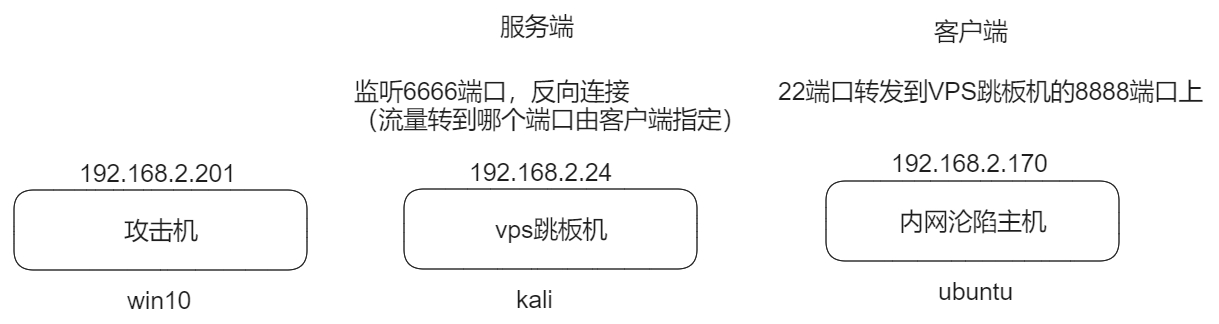 服务端
客户端
监听6666端口，反向连接
（流量转到哪个端口由客户端指定）
22端口转发到VPS跳板机的8888端口上
192.168.2.201
192.168.2.24
192.168.2.170
攻击机
vps跳板机
内网沦陷主机
win10
kali
ubuntu